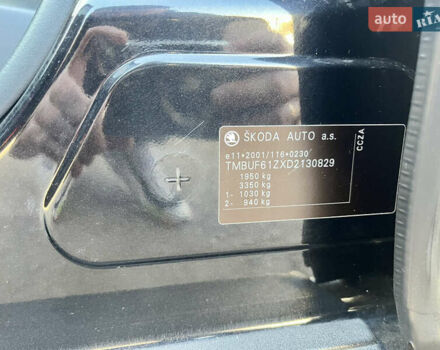 auto RIA
ŠKODA AUTO a.s.
e11*2001/116*0230
TMBUF61ZXD2130829
1950 kg
3350 kg
1- 1030 kg
2- 940 kg
CCZA